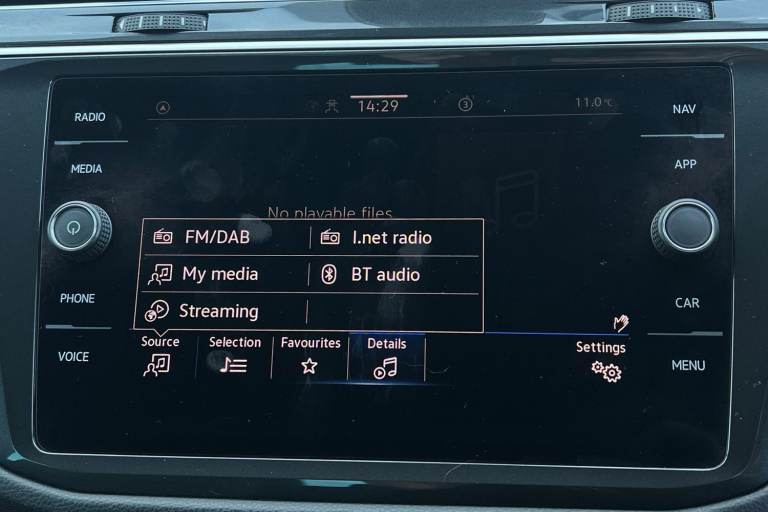 RADIO
MEDIA
PHONE
VOICE
14:29
3
11.0 °C
No playable files
FM/DAB
I.net radio
My media
BT audio
Streaming
Source
Selection
Favourites
Details
Settings
NAV
APP
CAR
MENU